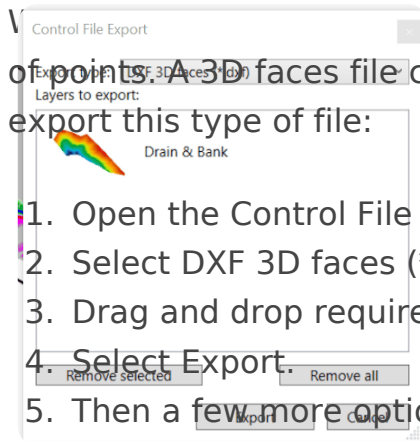 Control File Export
of points. A 3D faces file
Export type: DXF 3D faces (*.dxf)
Layers to export:
export this type of file:
Drain & Bank
1. Open the Control File
2. Select DXF 3D faces (
3. Drag and drop
4. Select Export.
Remove selected Remove all
5. Then a few more
Export Cancel